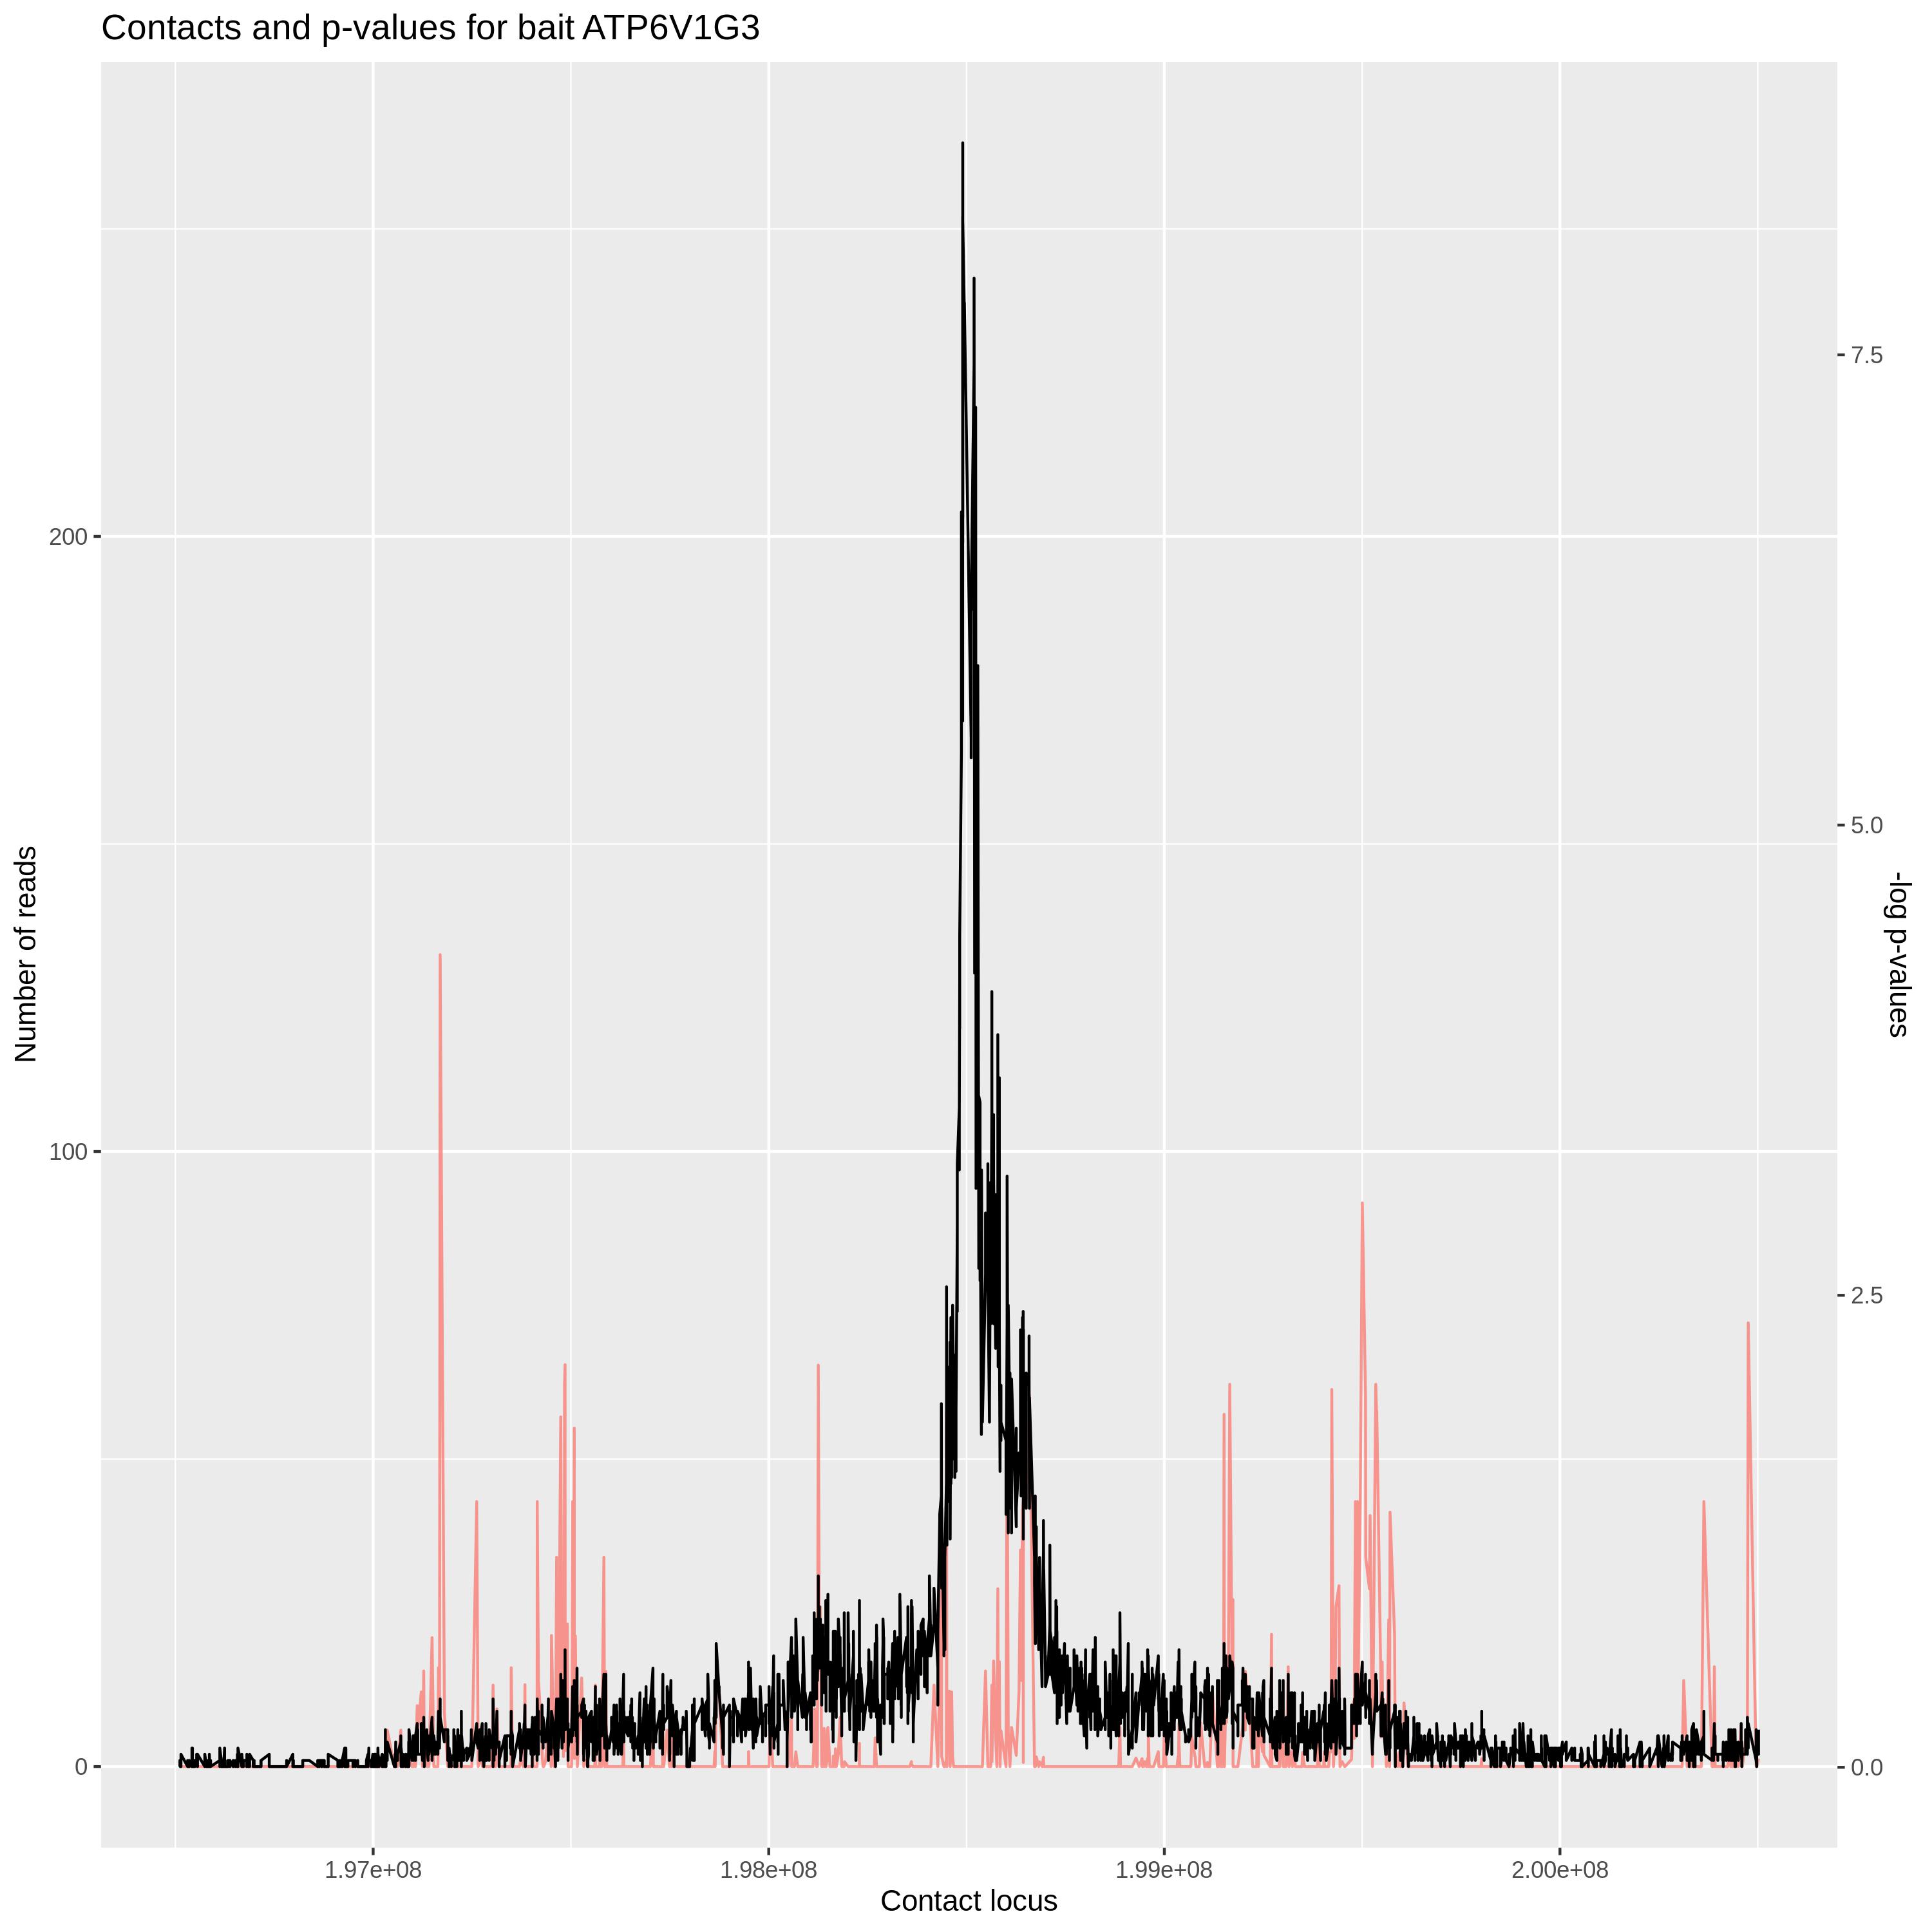 Contacts and p-values for bait ATP6V1G3
Number of reads
200
100
0
7.5
5.0
2.5
0.0
-log p-values
1.97e+08
1.98e+08
1.99e+08
2.00e+08
Contact locus